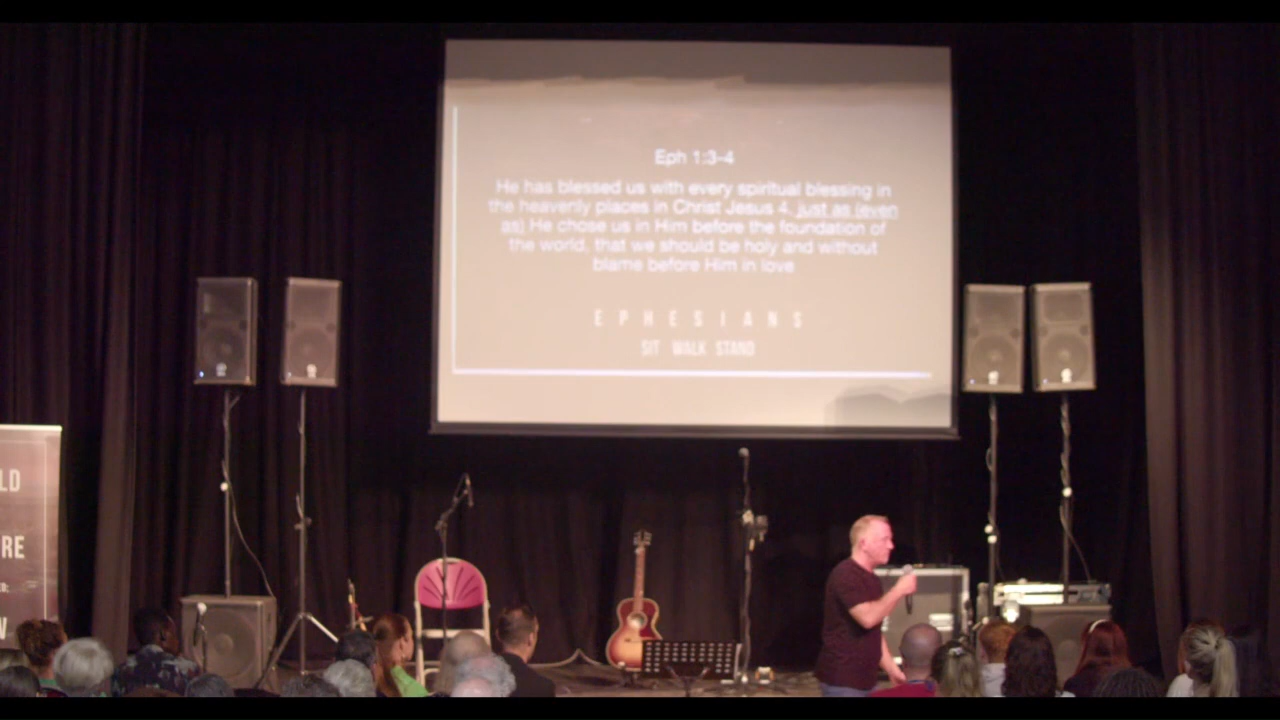 Eph 1:3-4
He has blessed us with every spiritual blessing in
the heavenly places in Christ Jesus 4, just as (even
as) He chose us in Him before the foundation of
the world, that we should be holy and without
blame before Him in love
EPHESIANS
SIT WALK STAND
LD
RE